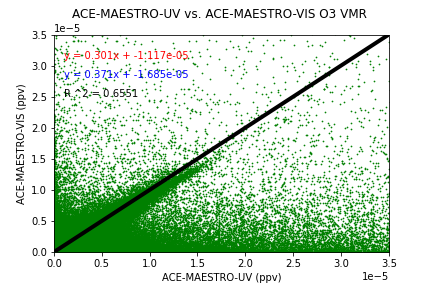 ACE-MAESTRO-UV vs. ACE-MAESTRO-VIS O3 VMR
1e−5
3.5
y = 0.301x + -1.117e-05
y = 0.371x + -1.685e-05
R^2 = 0.6551
3.0
2.5
2.0
1.5
1.0
0.5
0.0
ACE-MAESTRO-VIS (ppv)
0.0 0.5 1.0 1.5 2.0 2.5 3.0 3.5
ACE-MAESTRO-UV (ppv)
1e−5